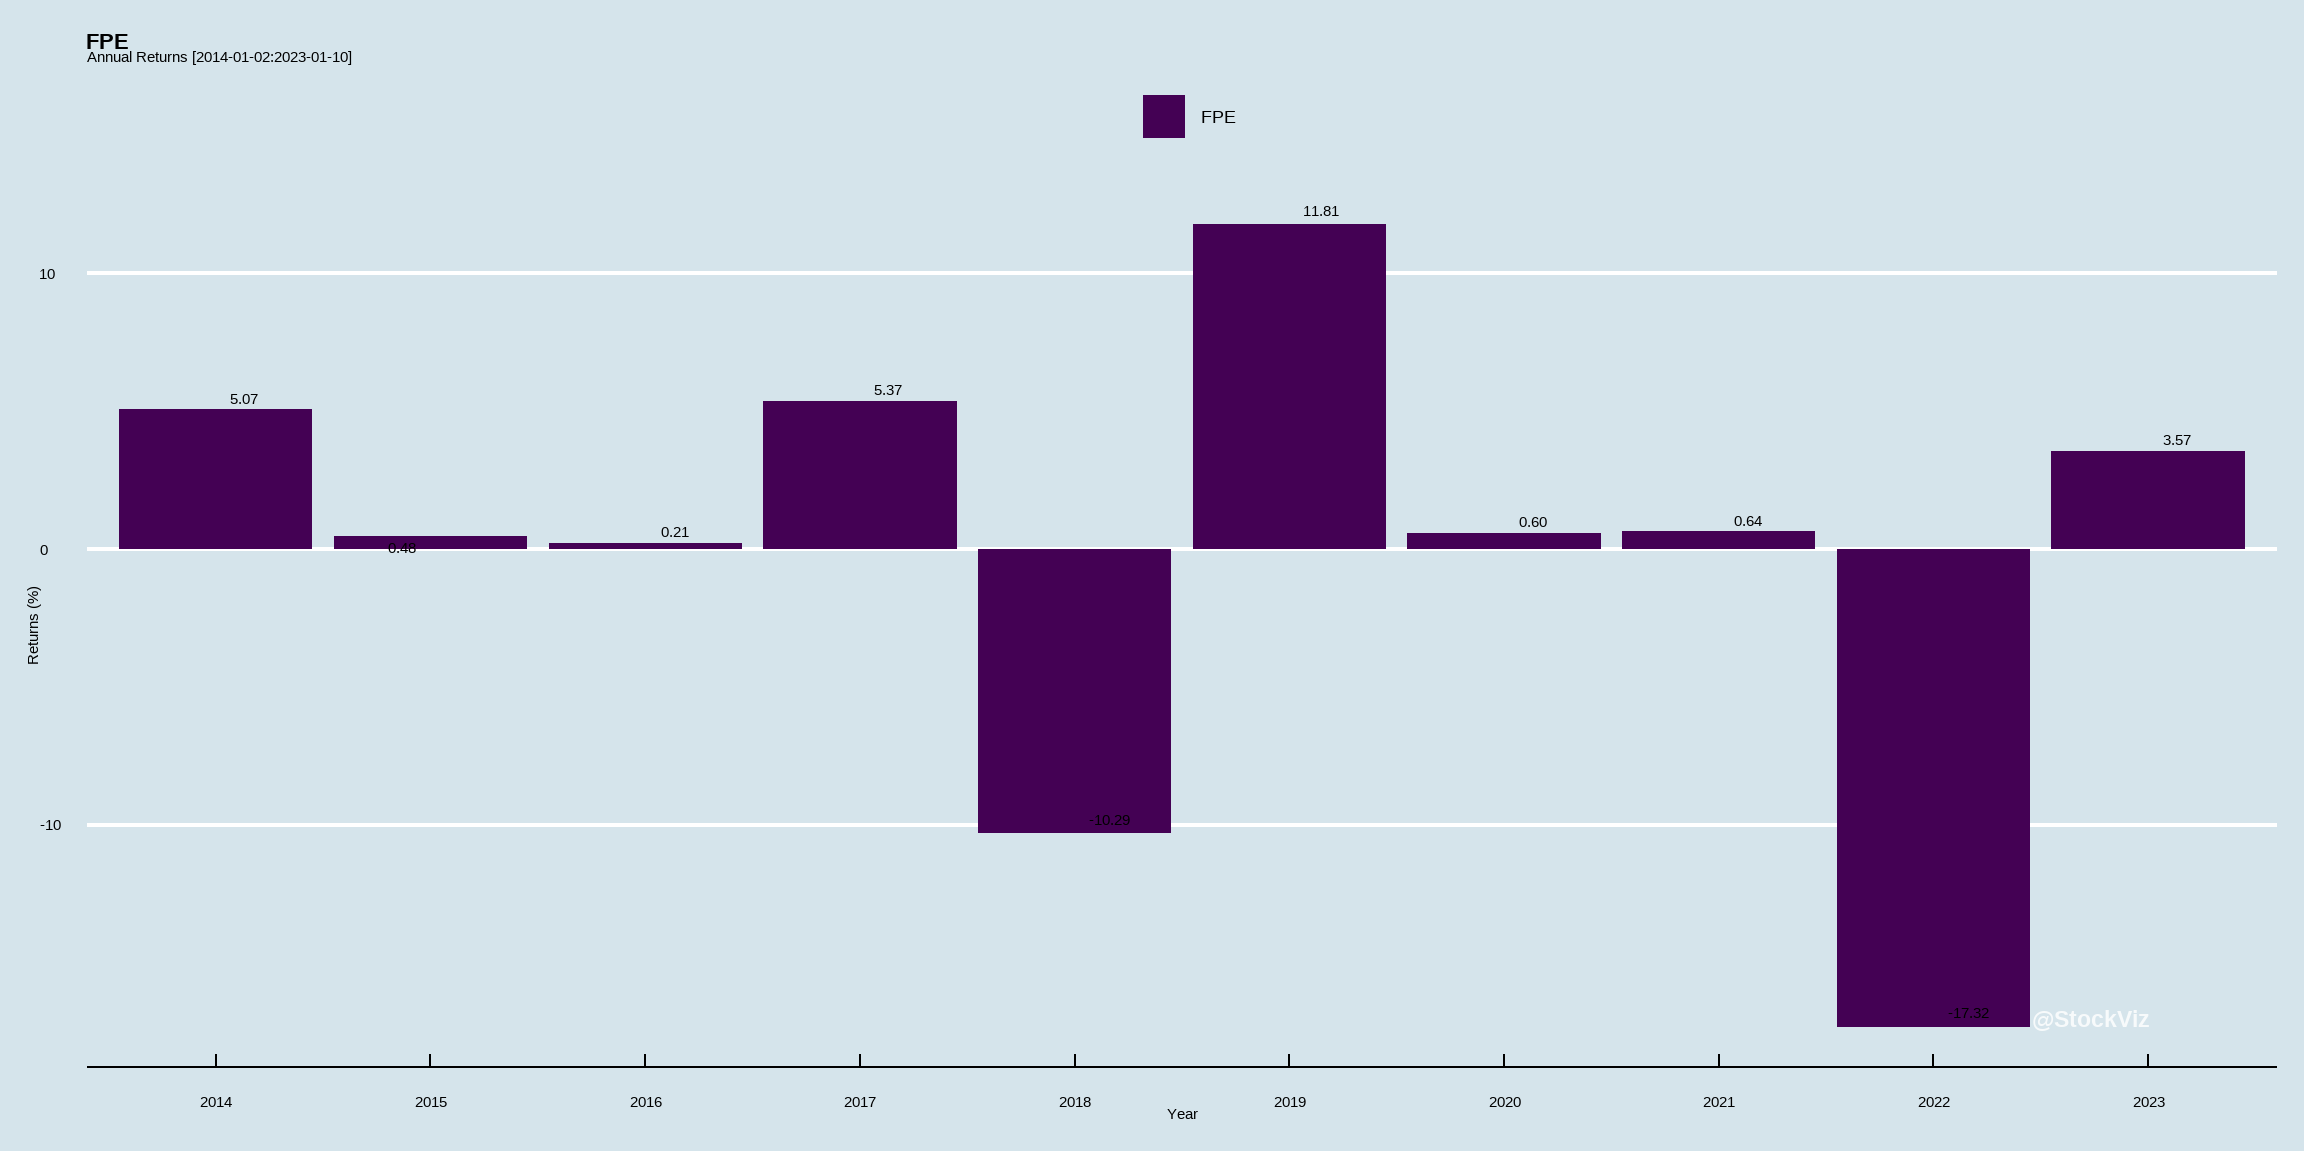 FPE
Annual Returns [2014-01-02:2023-01-10]
FPE
11.81
10
5.37
5.07
3.57
0.64
0.60
0.21
0.48
0
Returns (%)
-10.29
-10
-17.32
@StockViz
2014 2015 2016 2017 2018 2019 2020 2021 2022 2023
Year